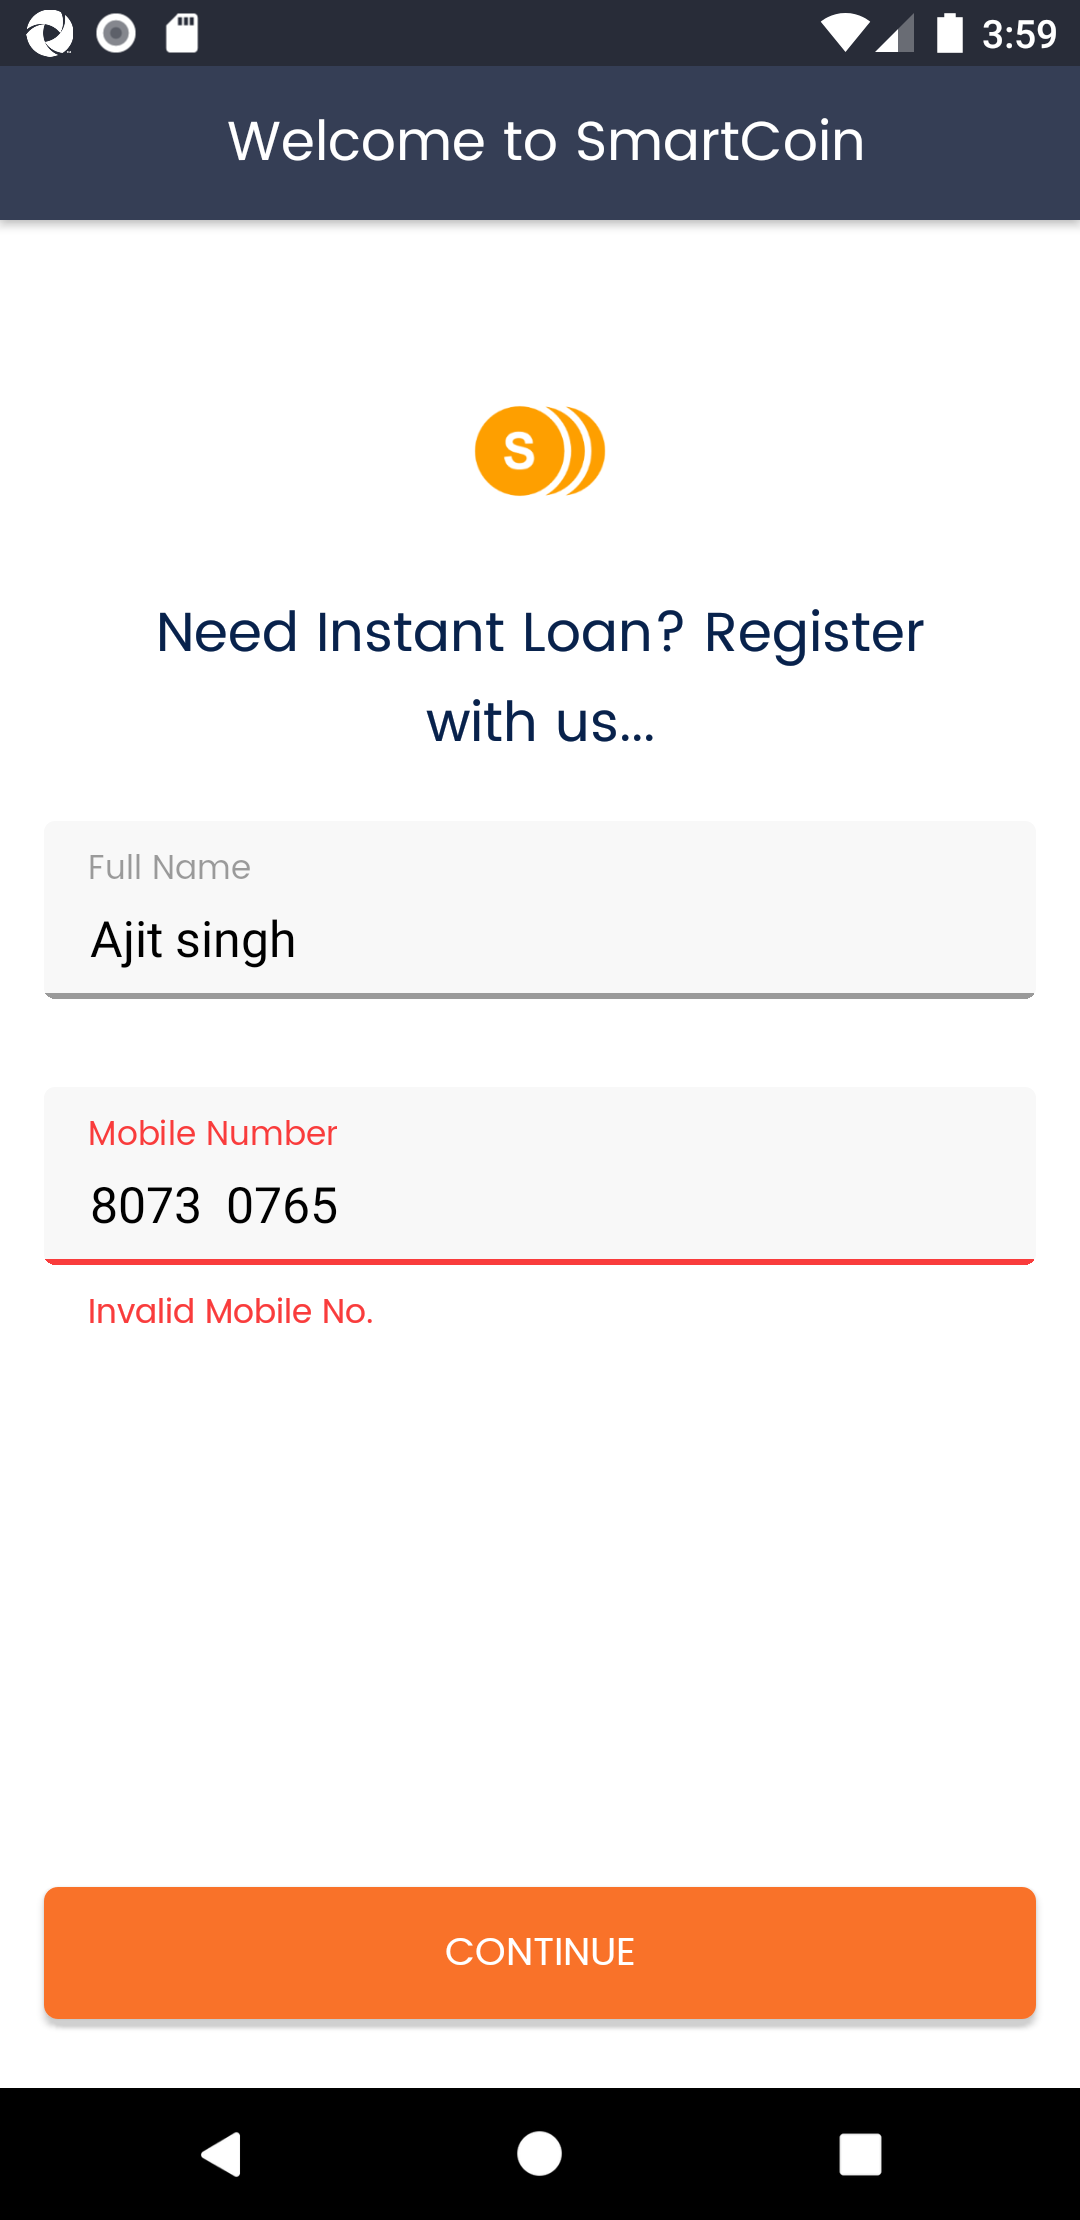 3:59
Welcome to SmartCoin
S
Need Instant Loan? Register
with us...
Full Name
Ajit singh
Mobile Number
8073  0765
Invalid Mobile No.
CONTINUE